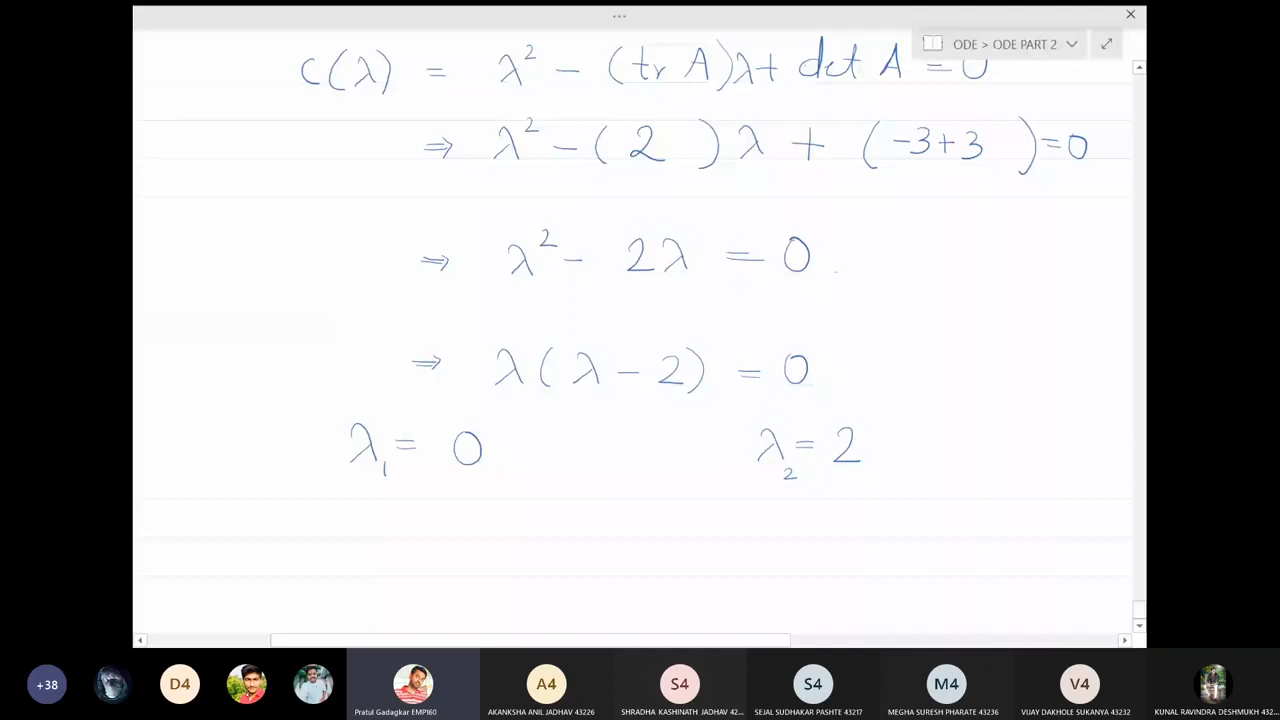 ODE > ODE PART 2
C(λ) = λ² − (tr A)λ + det A = 0
⇒ λ² − (2)λ + (−3+3) = 0
⇒ λ² − 2λ = 0
⇒ λ(λ − 2) = 0
λ₁ = 0 λ₂ = 2
+38
D4
A4
S4
S4
M4
V4
Pratul Gadagkar EMP160
AKANKSHA ANIL JADHAV 43226
SHRADHA KASHINATH JADHAV 42...
SEJAL SUDHAKAR PASHTE 43217
MEGHA SURESH PHARATE 43236
VIJAY DAKHOLE SUKANYA 43232
KUNAL RAVINDRA DESHMUKH 432...